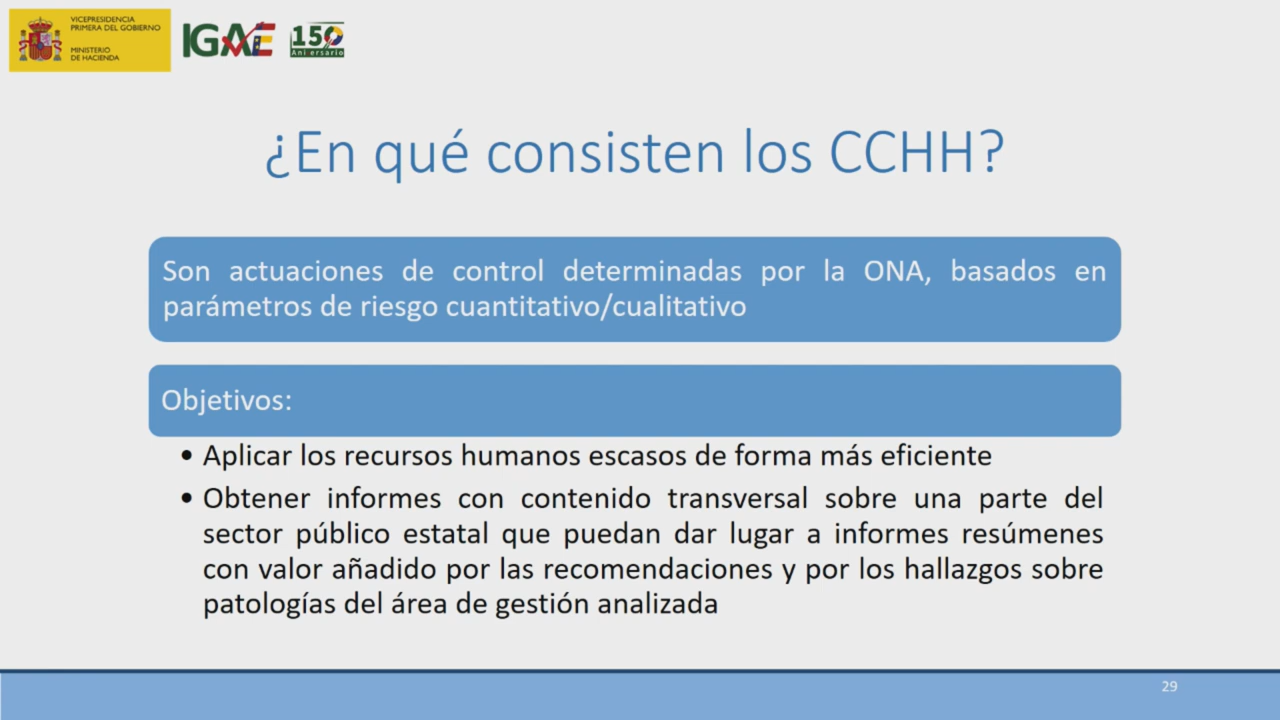 VICEPRESIDENCIA
PRIMERA DEL GOBIERNO
MINISTERIO
DE HACIENDA
IGAE
150
Aniversario
¿En qué consisten los CCHH?
Son actuaciones de control determinadas por la ONA, basados en
parámetros de riesgo cuantitativo/cualitativo
Objetivos:
• Aplicar los recursos humanos escasos de forma más eficiente
• Obtener informes con contenido transversal sobre una parte del
sector público estatal que puedan dar lugar a informes resúmenes
con valor añadido por las recomendaciones y por los hallazgos sobre
patologías del área de gestión analizada
29